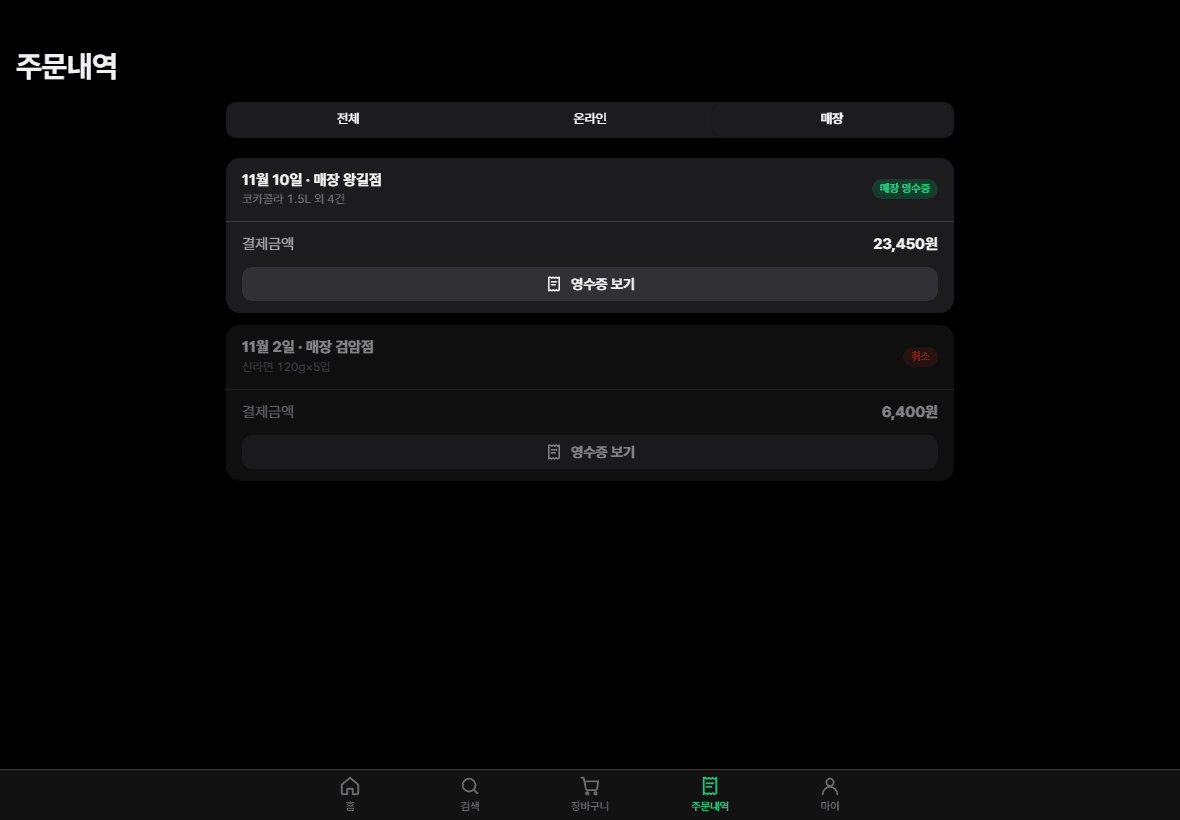 주문내역
전체
온라인
매장
11월 10일 · 매장 왕길점
코카콜라 1.5L 외 4건
매장 영수증
결제금액
23,450원
영수증 보기
11월 2일 · 매장 검암점
신라면 120g×5입
취소
결제금액
6,400원
영수증 보기
홈
검색
장바구니
주문내역
마이